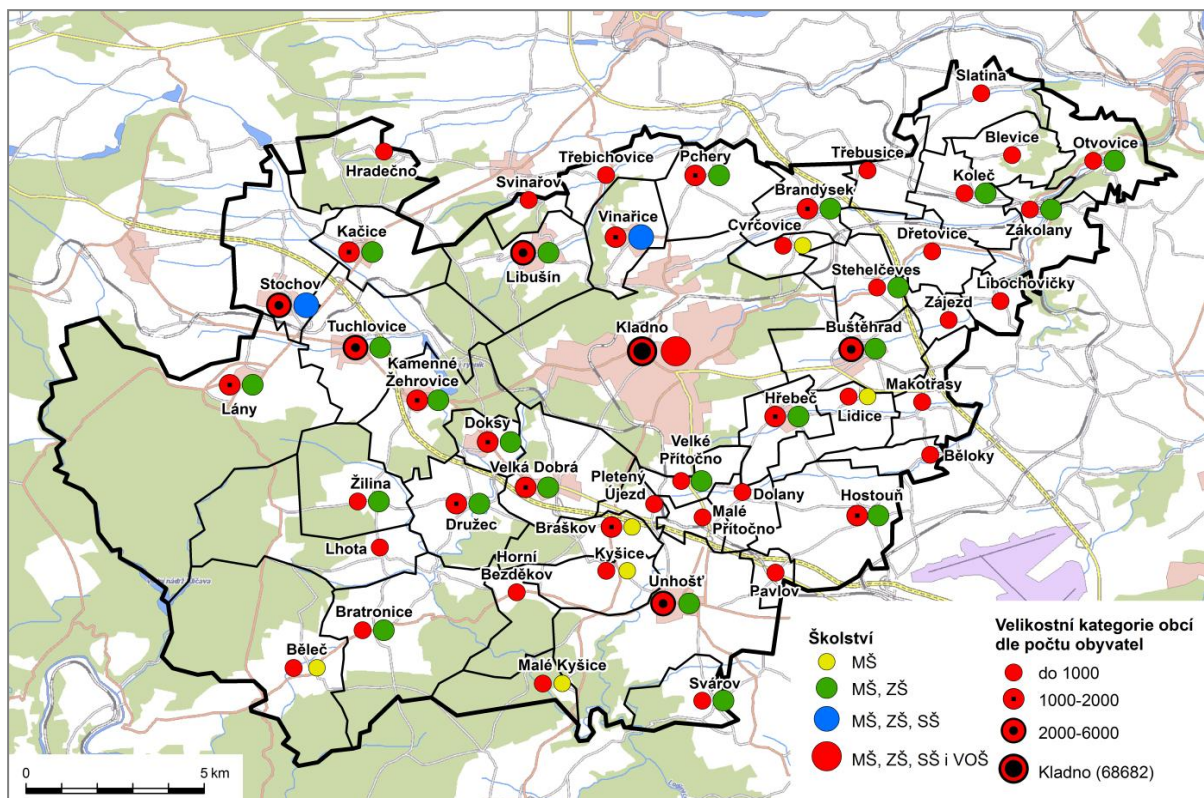 Slatina
Blevice
Otvovice
Třebusice
Koleč
Hradečno
Třebichovice
Pchery
Svinařov
Brandýsek
Zákolany
Vinařice
Cvrčovice
Kačice
Dřetovice
Libušín
Stehelčeves
Libochovičky
Stochov
Zájezd
Kladno
Buštěhrad
Tuchlovice
Kamenné
Žehrovice
Makotřasy
Lány
Lidice
Hřebeč
Dokšy
Velké
Přítočno
Běloky
Velká Dobrá
Pletený
Újezd
Dolany
Žilina
Hostouň
Družec
Malé
Přítočno
Braškov
Lhota
Horní
Bezděkov
Kyšice
Unhošť
Pavlov
Bratronice
Běleč
Malé Kyšice
Svárov
Školství
MŠ
MŠ, ZŠ
MŠ, ZŠ, SŠ
MŠ, ZŠ, SŠ i VOŠ
Velikostní kategorie obcí
dle počtu obyvatel
do 1000
1000-2000
2000-6000
Kladno (68682)
0
5 km